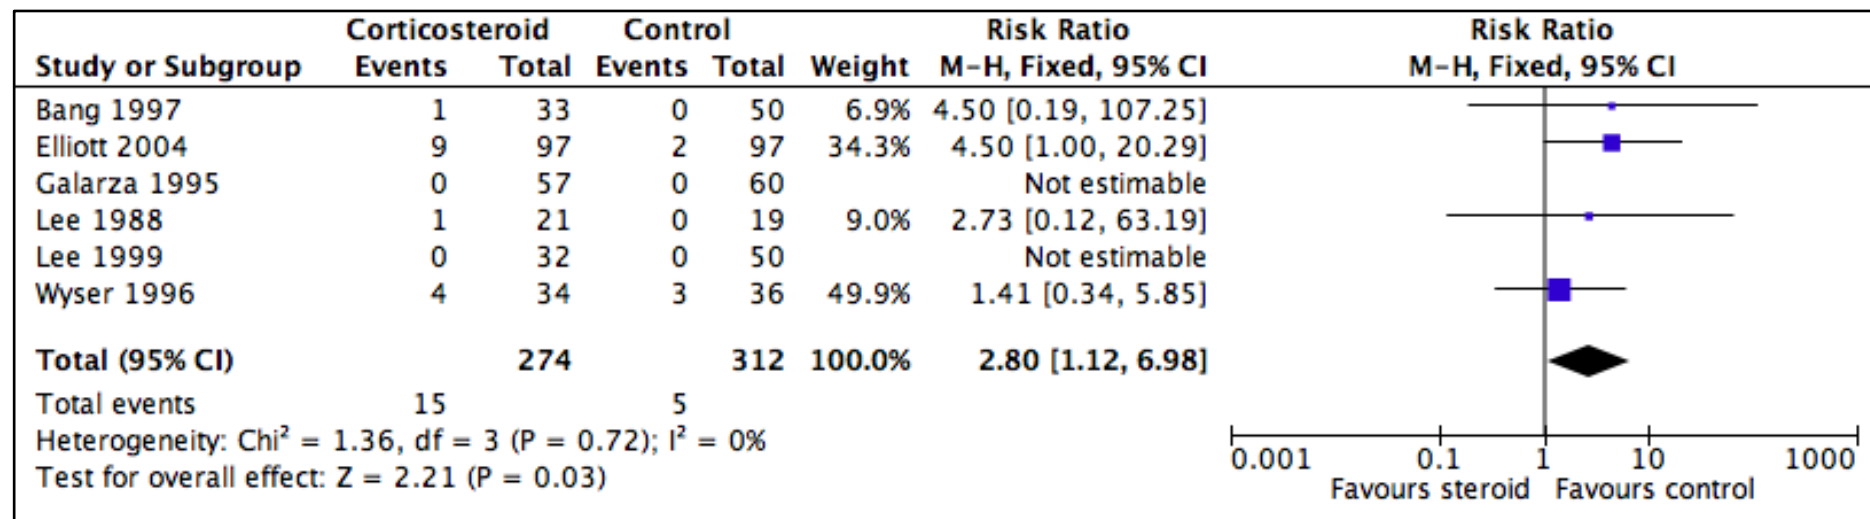 Corticosteroid Control Risk Ratio Risk Ratio
Study or Subgroup Events Total Events Total Weight M-H, Fixed, 95% CI M-H, Fixed, 95% CI
Bang 1997 1 33 0 50 6.9% 4.50 [0.19, 107.25]
Elliott 2004 9 97 2 97 34.3% 4.50 [1.00, 20.29]
Galarza 1995 0 57 0 60 Not estimable
Lee 1988 1 21 0 19 9.0% 2.73 [0.12, 63.19]
Lee 1999 0 32 0 50 Not estimable
Wyser 1996 4 34 3 36 49.9% 1.41 [0.34, 5.85]
Total (95% CI) 274 312 100.0% 2.80 [1.12, 6.98]
Total events 15 5
Heterogeneity: Chi² = 1.36, df = 3 (P = 0.72); I² = 0%
Test for overall effect: Z = 2.21 (P = 0.03)
0.001 0.1 1 10 1000
Favours steroid Favours control